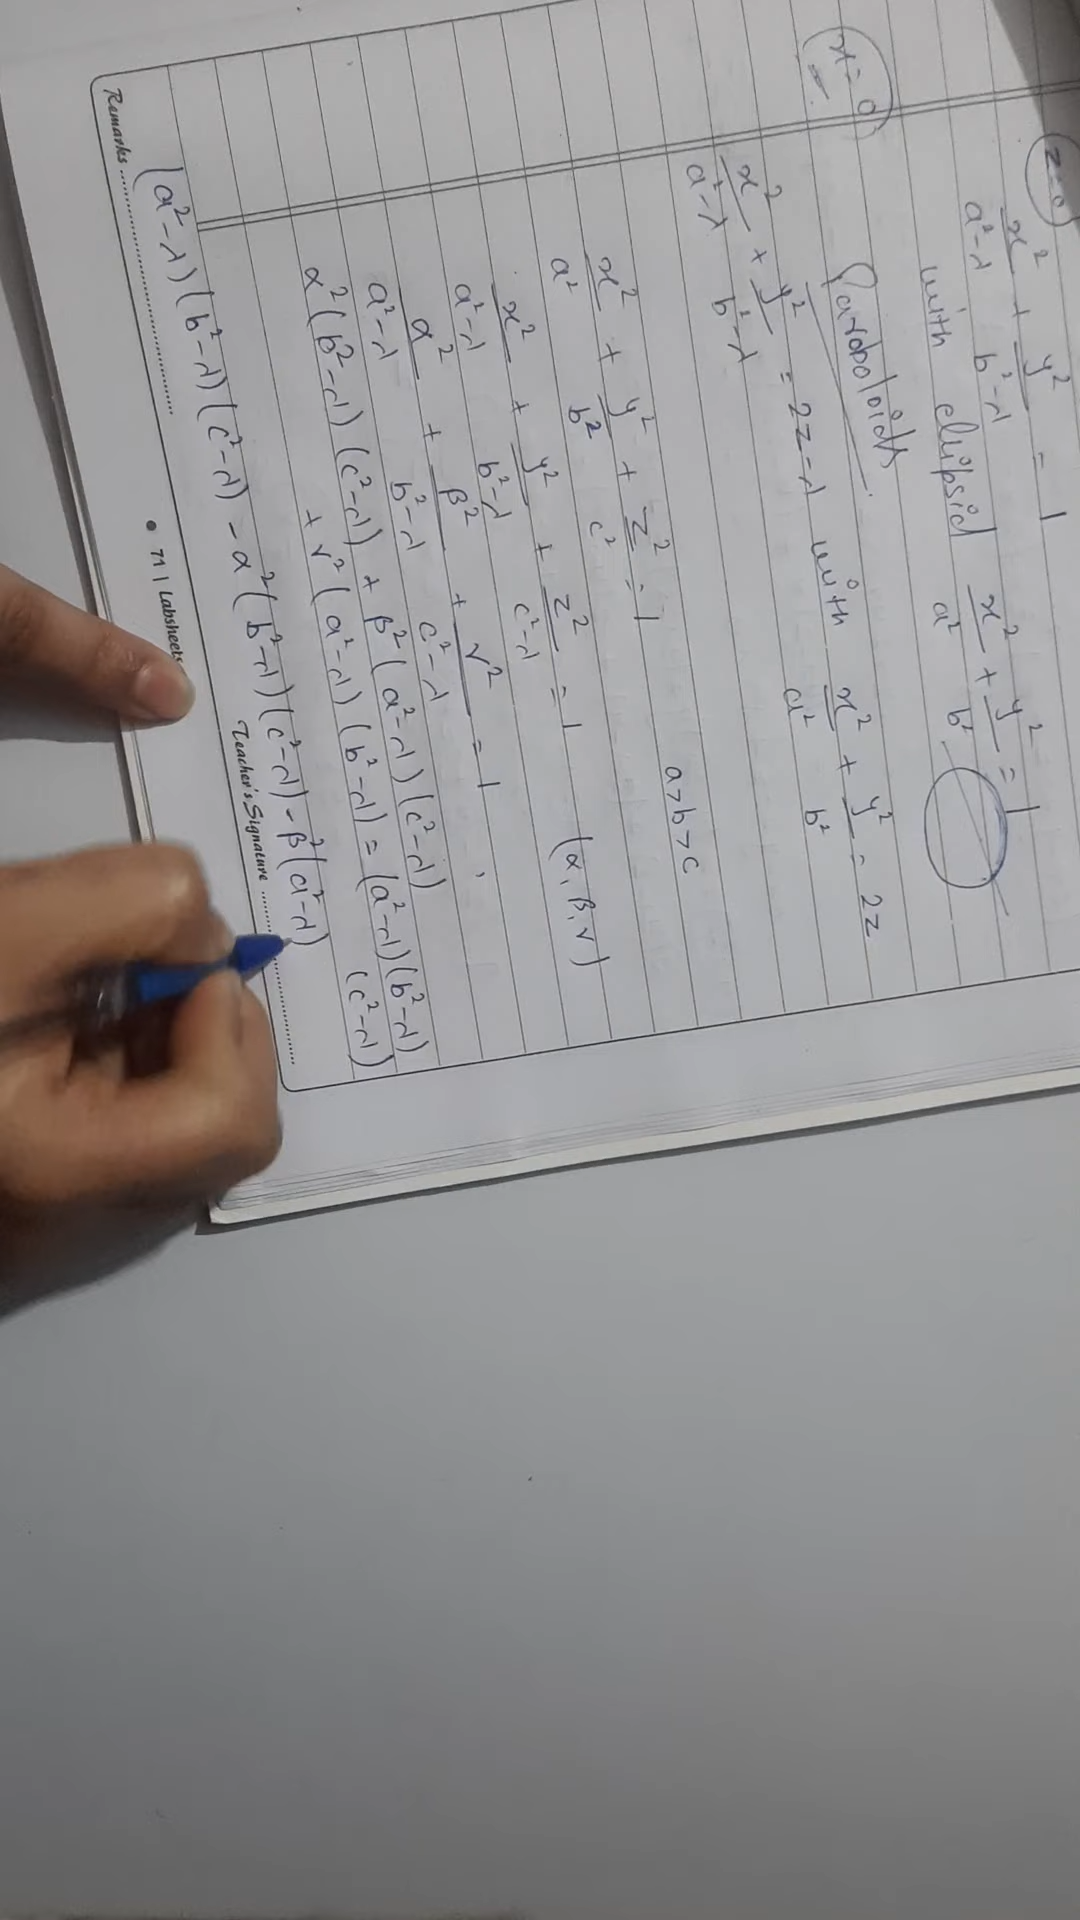 z=0
x²/a²-λ + y²/b²-λ = 1
with ellipsid x²/a² + y²/b² = 1
x=0
Paraboloids
x²/a²-λ + y²/b²-λ = 2z-λ with x²/a² + y²/b² = 2z
a>b>c
x²/a² + y²/b² + z²/c² = 1
x²/a²-λ + y²/b²-λ + z²/c²-λ = 1 (α, β, γ)
α²/a²-λ + β²/b²-λ + γ²/c²-λ = 1
α²(b²-λ)(c²-λ) + β²(a²-λ)(c²-λ)
+ γ²(a²-λ)(b²-λ) = (a²-λ)(b²-λ)
(c²-λ)
(a²-λ)(b²-λ)(c²-λ) - α²(b²-λ)(c²-λ) - β²(a²-λ)
Remarks
• 71 | Labsheets
Teacher's Signature